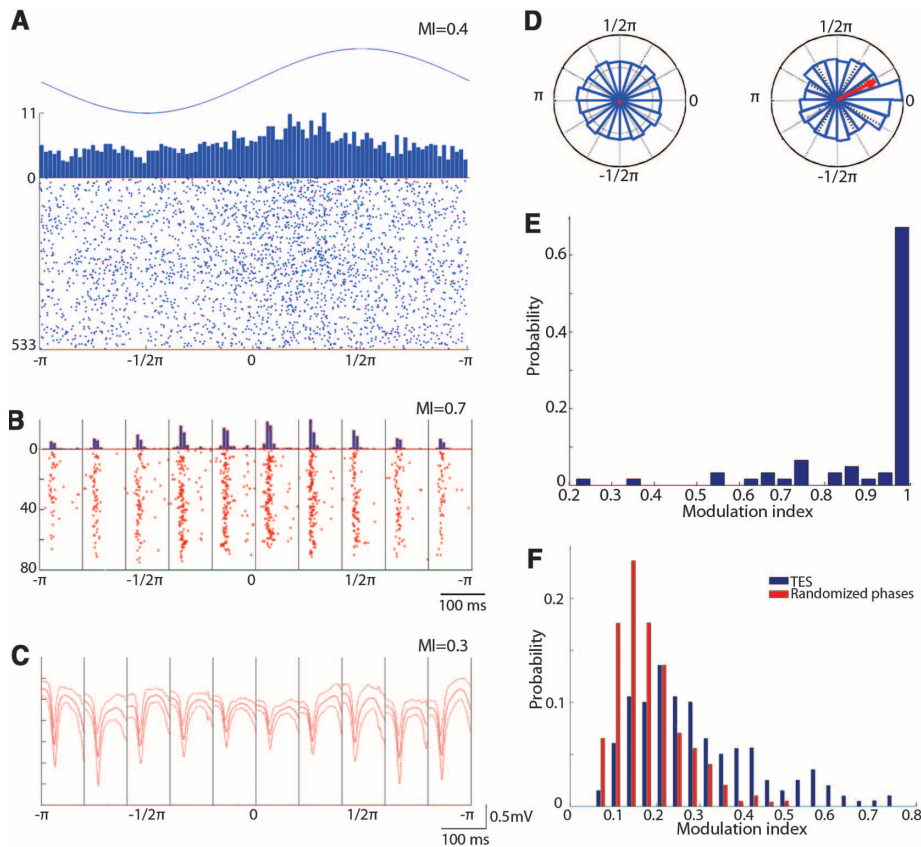 A
MI=0.4
11
0
533
-π
-1/2π
0
1/2π
-π
B
MI=0.7
0
40
80
-π
-1/2π
0
1/2π
-π
100 ms
C
MI=0.3
-π
-1/2π
0
1/2π
-π
0.5mV
100 ms
D
1/2π
π
-1/2π
1/2π
π
0
-1/2π
E
Probability
0.6
0.4
0.2
0
0.2 0.3 0.4 0.5 0.6 0.7 0.8 0.9 1
Modulation index
F
TES
Randomized phases
Probability
0.2
0.1
0
0 0.1 0.2 0.3 0.4 0.5 0.6 0.7 0.8
Modulation index